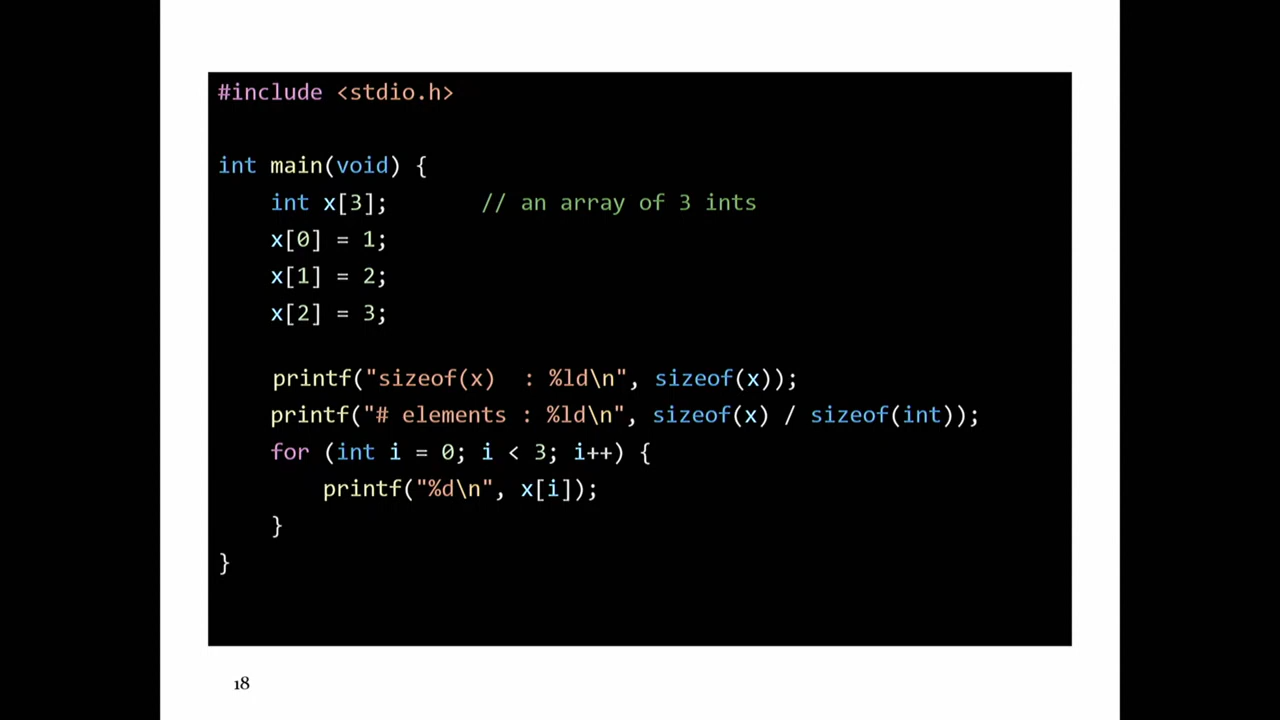 #include <stdio.h>
int main(void) {
    int x[3];       // an array of 3 ints
    x[0] = 1;
    x[1] = 2;
    x[2] = 3;
    printf("sizeof(x)  : %ld\n", sizeof(x));
    printf("# elements : %ld\n", sizeof(x) / sizeof(int));
    for (int i = 0; i < 3; i++) {
        printf("%d\n", x[i]);
    }
}
18